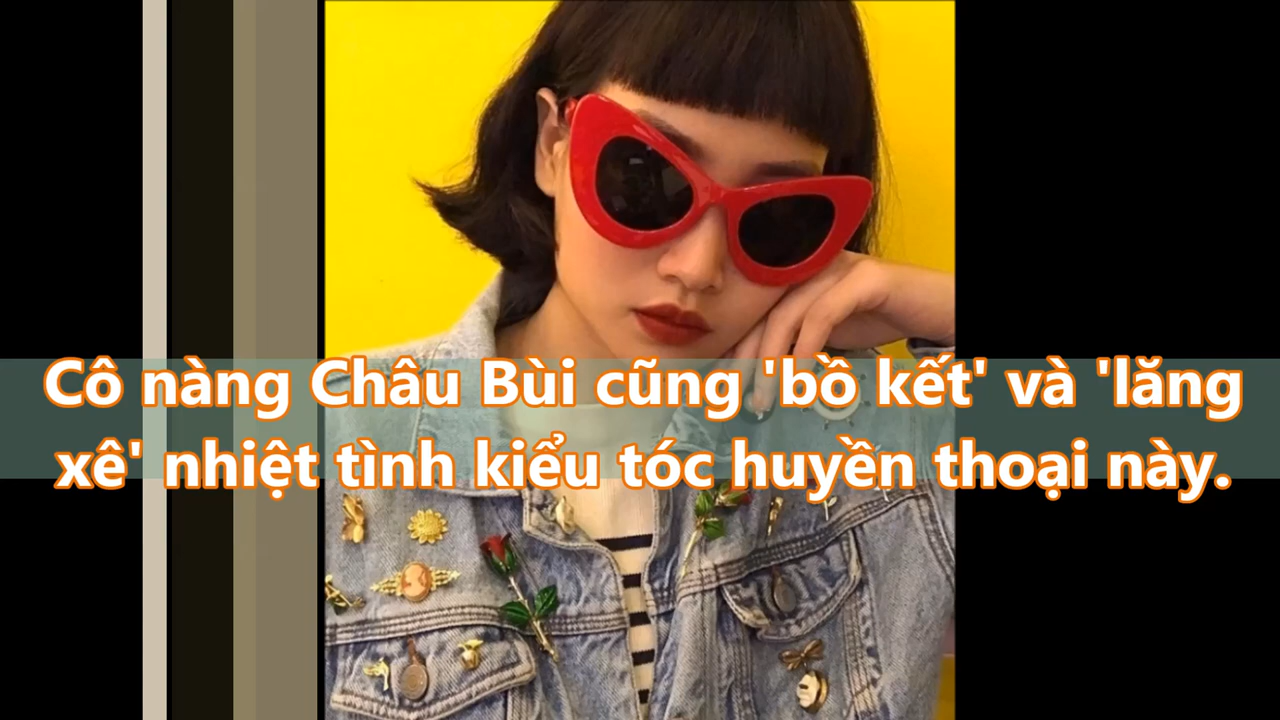 Cô nàng Châu Bùi cũng 'bồ kết' và 'lăng
xê' nhiệt tình kiểu tóc huyền thoại này.